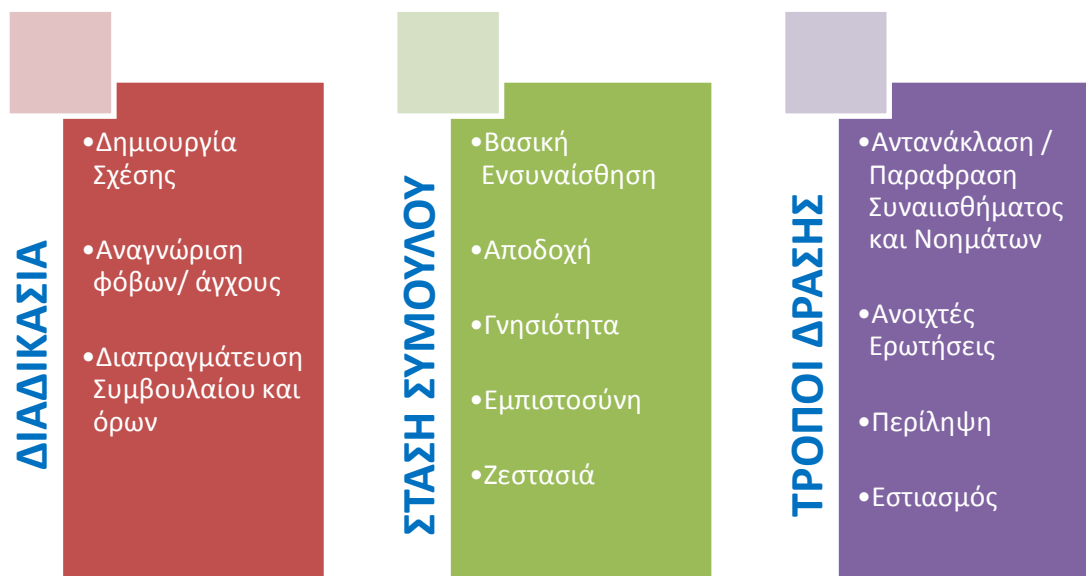 ΔΙΑΔΙΚΑΣΙΑ
•Δημιουργία
Σχέσης
•Αναγνώριση
φόβων/ άγχους
•Διαπραγμάτευση
Συμβουλαίου και
όρων
ΣΤΑΣΗ ΣΥΜΟΥΛΟΥ
•Βασική
Ενσυναίσθηση
•Αποδοχή
•Γνησιότητα
•Εμπιστοσύνη
•Ζεστασιά
ΤΡΟΠΟΙ ΔΡΑΣΗΣ
•Αντανάκλαση /
Παραφραση
Συναιισθήματος
και Νοημάτων
•Ανοιχτές
Ερωτήσεις
•Περίληψη
•Εστιασμός